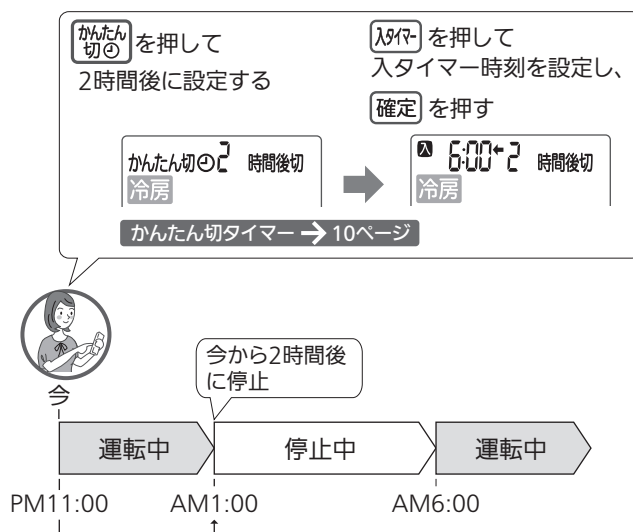 かんたん切 を押して
2時間後に設定する
入タイマー を押して
入タイマー時刻を設定し、
確定 を押す
かんたん切 2 時間後切
冷房
入 6:00 ← 2 時間後切
冷房
かんたん切タイマー → 10ページ
今から2時間後
に停止
今
運転中 停止中 運転中
PM11:00 AM1:00 AM6:00